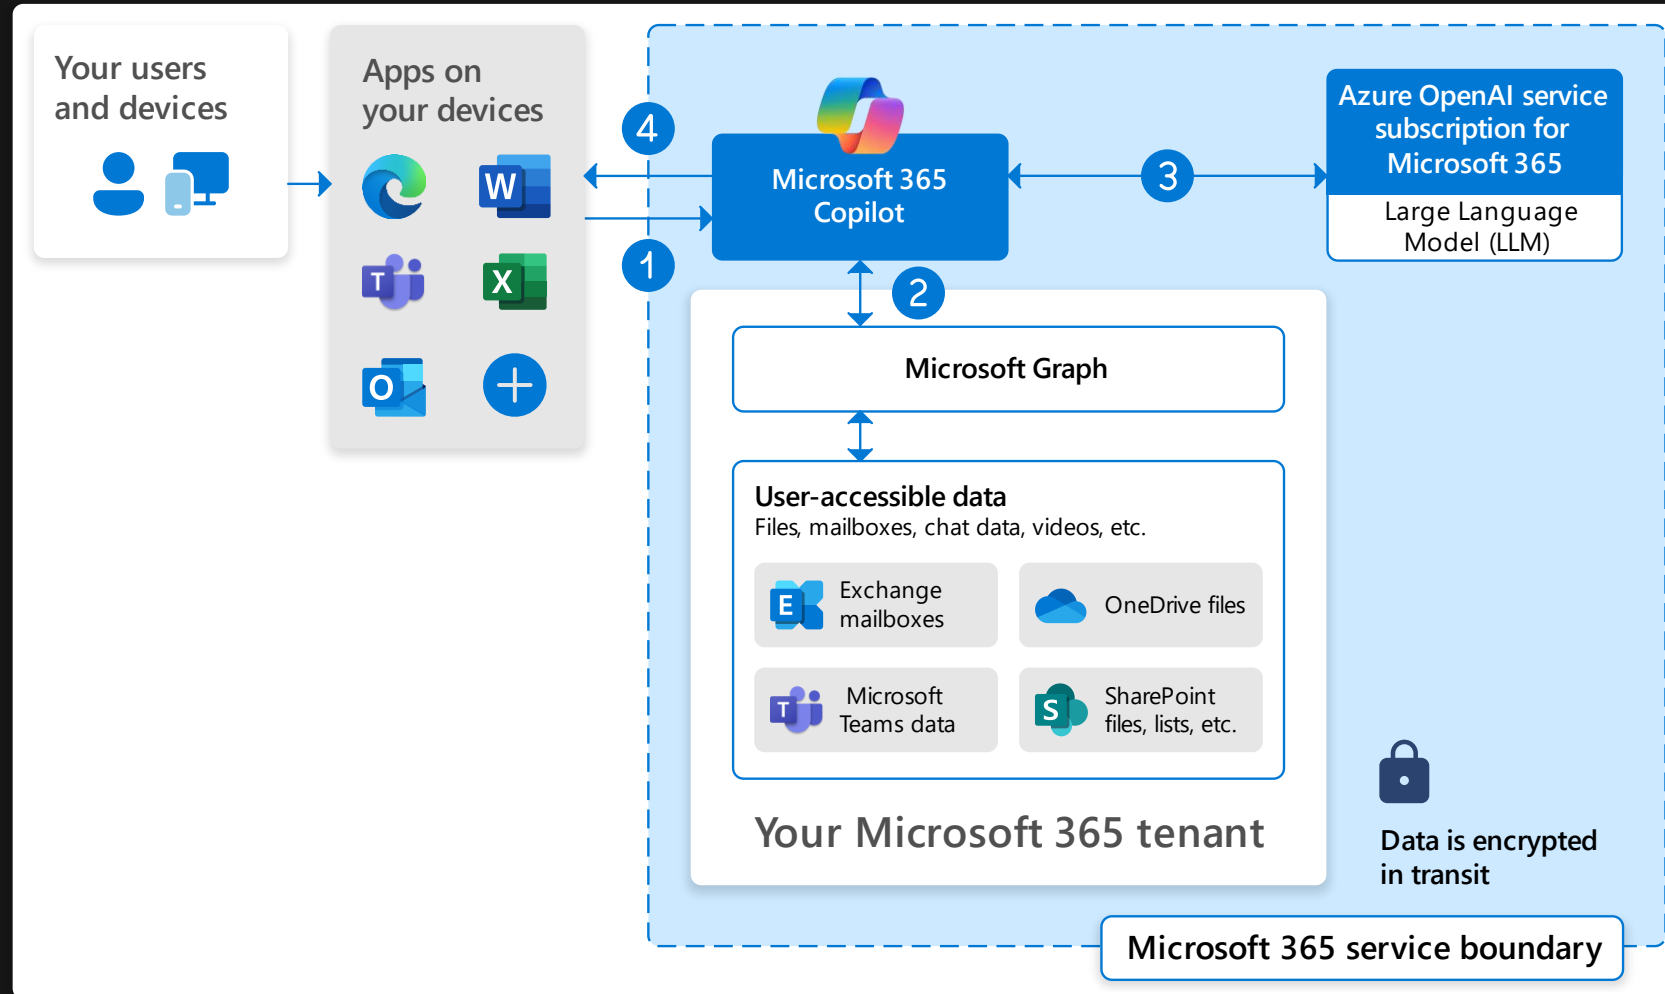 Your users
and devices
Apps on
your devices
W
T
X
O
4
1
Microsoft 365
Copilot
3
Azure OpenAI service
subscription for
Microsoft 365
Large Language
Model (LLM)
2
Microsoft Graph
User-accessible data
Files, mailboxes, chat data, videos, etc.
E
Exchange
mailboxes
OneDrive files
T
Microsoft
Teams data
S
SharePoint
files, lists, etc.
Your Microsoft 365 tenant
Data is encrypted
in transit
Microsoft 365 service boundary